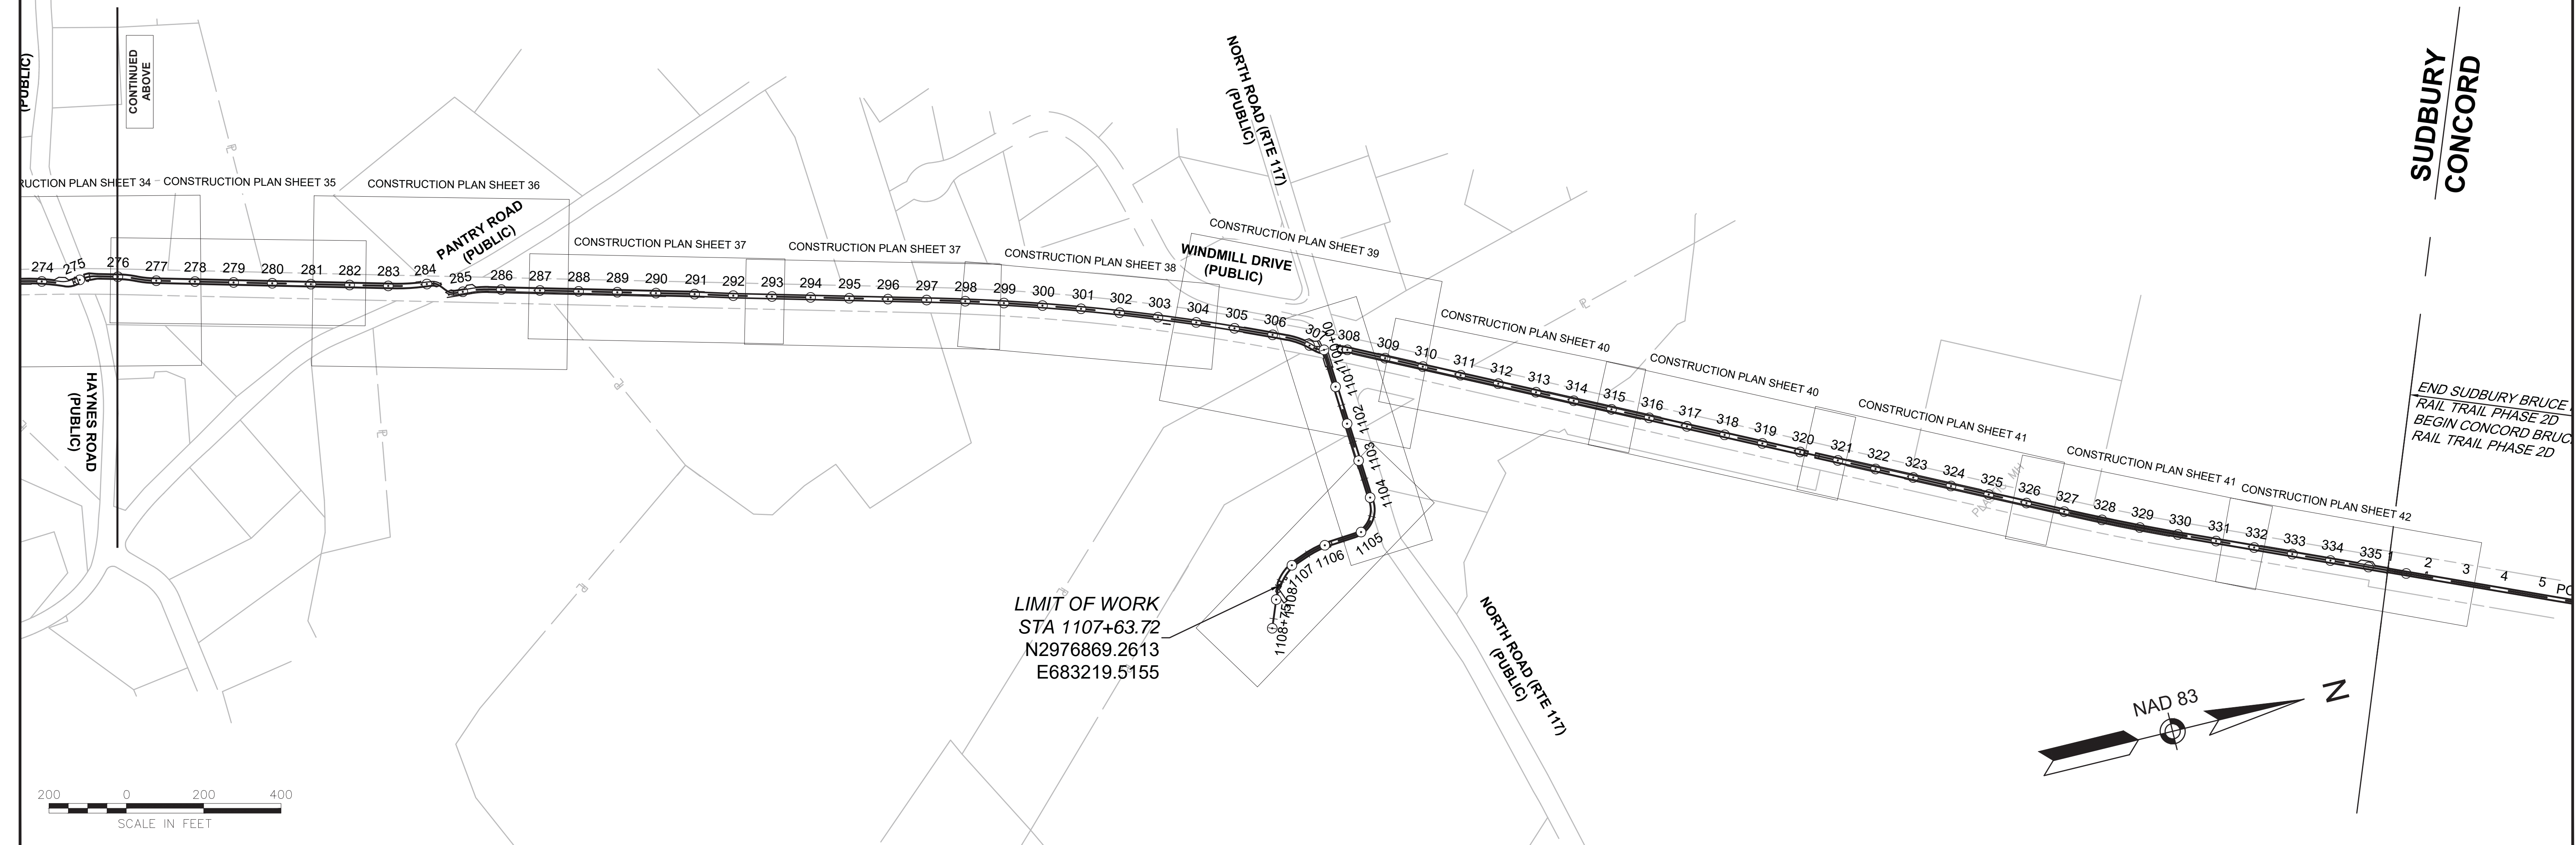 (PUBLIC)
CONTINUED
ABOVE
RUCTION PLAN SHEET 34
CONSTRUCTION PLAN SHEET 35
CONSTRUCTION PLAN SHEET 36
PANTRY ROAD
(PUBLIC)
CONSTRUCTION PLAN SHEET 37
CONSTRUCTION PLAN SHEET 37
CONSTRUCTION PLAN SHEET 38
NORTH ROAD (RTE 117)
(PUBLIC)
CONSTRUCTION PLAN SHEET 39
WINDMILL DRIVE
(PUBLIC)
CONSTRUCTION PLAN SHEET 40
CONSTRUCTION PLAN SHEET 40
CONSTRUCTION PLAN SHEET 41
CONSTRUCTION PLAN SHEET 41
CONSTRUCTION PLAN SHEET 42
SUDBURY
CONCORD
END SUDBURY BRUCE
RAIL TRAIL PHASE 2D
BEGIN CONCORD BRUC
RAIL TRAIL PHASE 2D
274 275 276 277 278 279 280 281 282 283 284 285 286 287 288 289 290 291 292 293 294 295 296 297 298 299 300 301 302 303 304 305 306 307 308 309 310 311 312 313 314 315 316 317 318 319 320 321 322 323 324 325 326 327 328 329 330 331 332 333 334 335 1 2 3 4 5 PO
1101 1102 1103 1104 1105 1106 1107 1108 1108+75
HAYNES ROAD
(PUBLIC)
LIMIT OF WORK
STA 1107+63.72
N2976869.2613
E683219.5155
NORTH ROAD (RTE 117)
(PUBLIC)
NAD 83
N
200 0 200 400
SCALE IN FEET